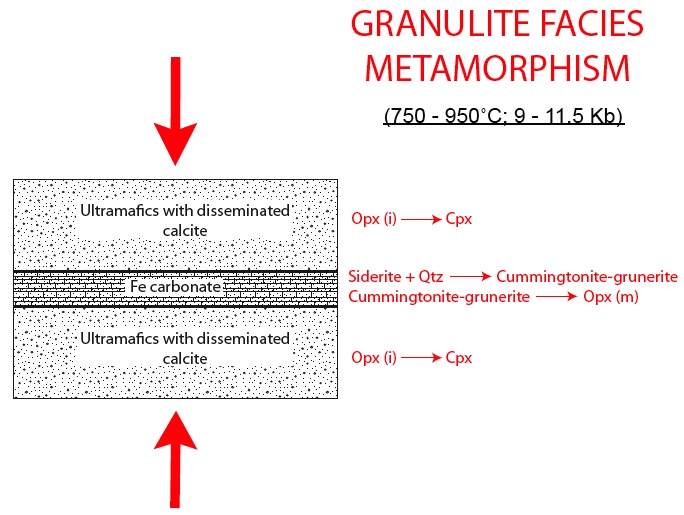 GRANULITE FACIES
METAMORPHISM
(750 - 950˚C; 9 - 11.5 Kb)
Ultramafics with disseminated
calcite
Opx (i) ⟶ Cpx
Fe carbonate
Siderite + Qtz ⟶ Cummingtonite-grunerite
Cummingtonite-grunerite ⟶ Opx (m)
Ultramafics with disseminated
calcite
Opx (i) ⟶ Cpx